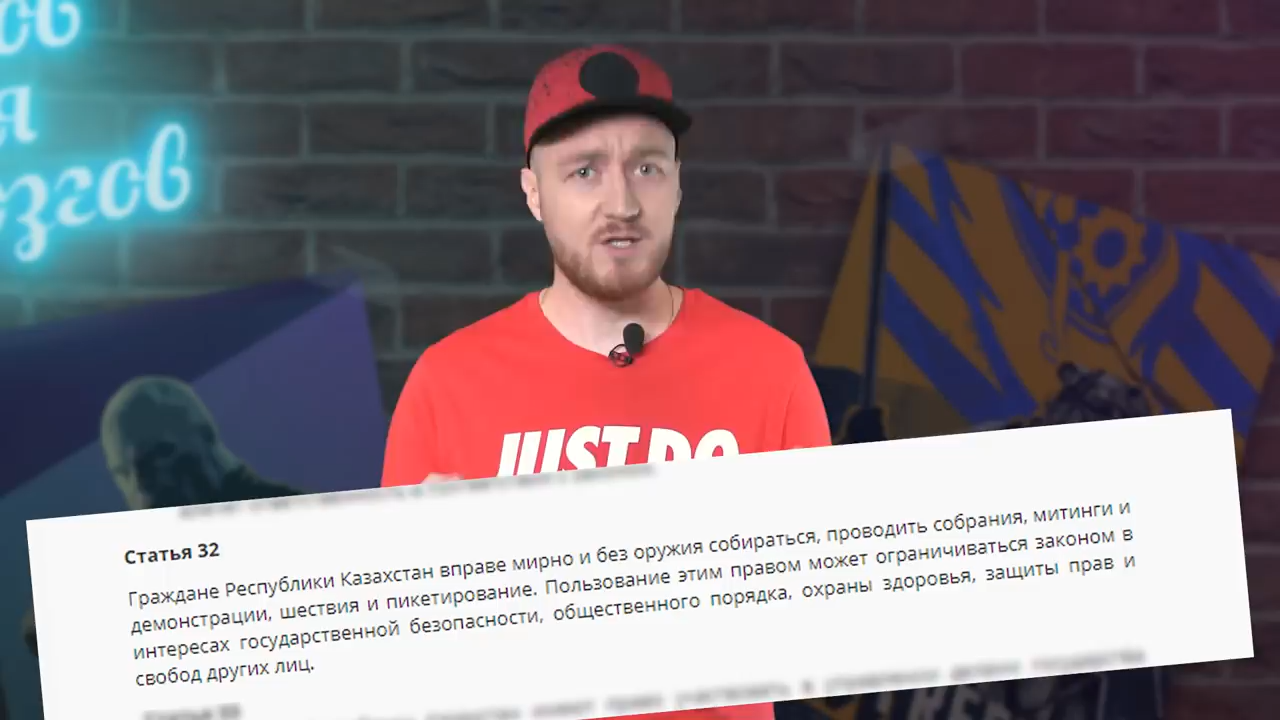 JUST DO
Статья 32
Граждане Республики Казахстан вправе мирно и без оружия собираться, проводить собрания, митинги и
демонстрации, шествия и пикетирование. Пользование этим правом может ограничиваться законом в
интересах государственной безопасности, общественного порядка, охраны здоровья, защиты прав и
свобод других лиц.